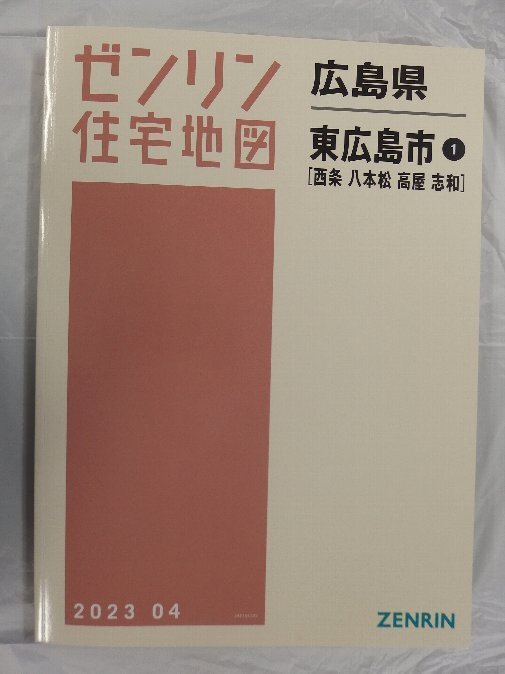 ゼンリン
住宅地図
広島県
東広島市 1
[西条 八本松 高屋 志和]
2023 04
ZENRIN